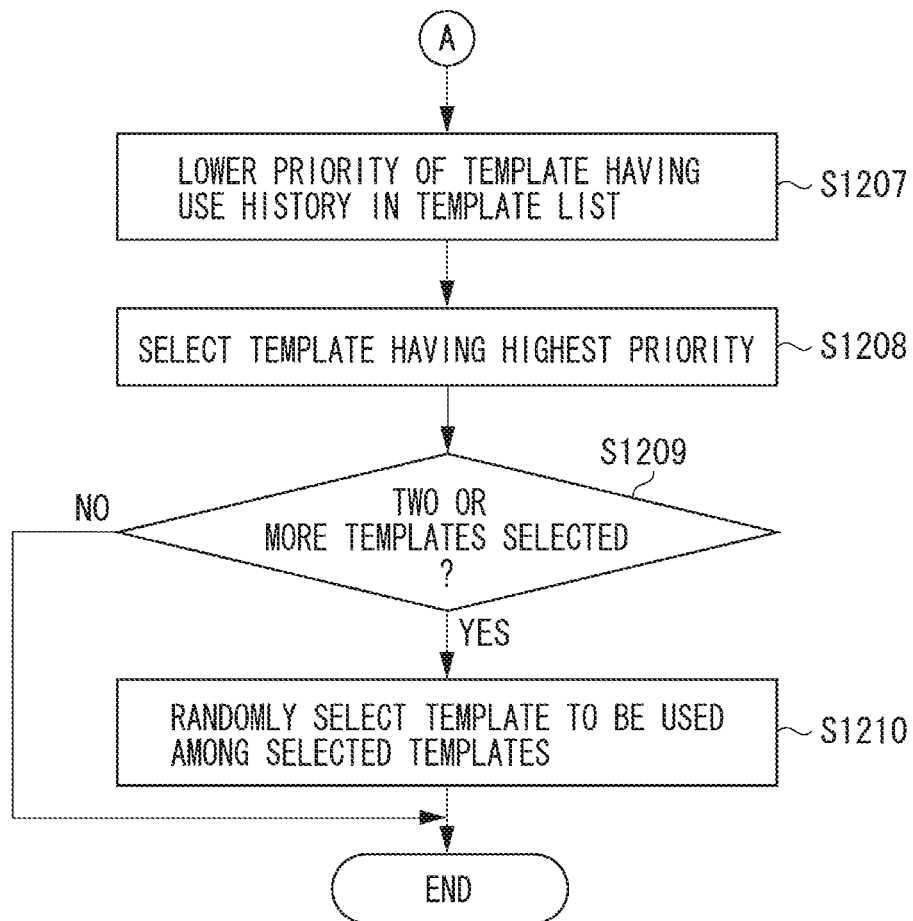 A
LOWER PRIORITY OF TEMPLATE HAVING
USE HISTORY IN TEMPLATE LIST
S1207
SELECT TEMPLATE HAVING HIGHEST PRIORITY
S1208
S1209
NO
TWO OR
MORE TEMPLATES SELECTED
?
YES
RANDOMLY SELECT TEMPLATE TO BE USED
AMONG SELECTED TEMPLATES
S1210
END